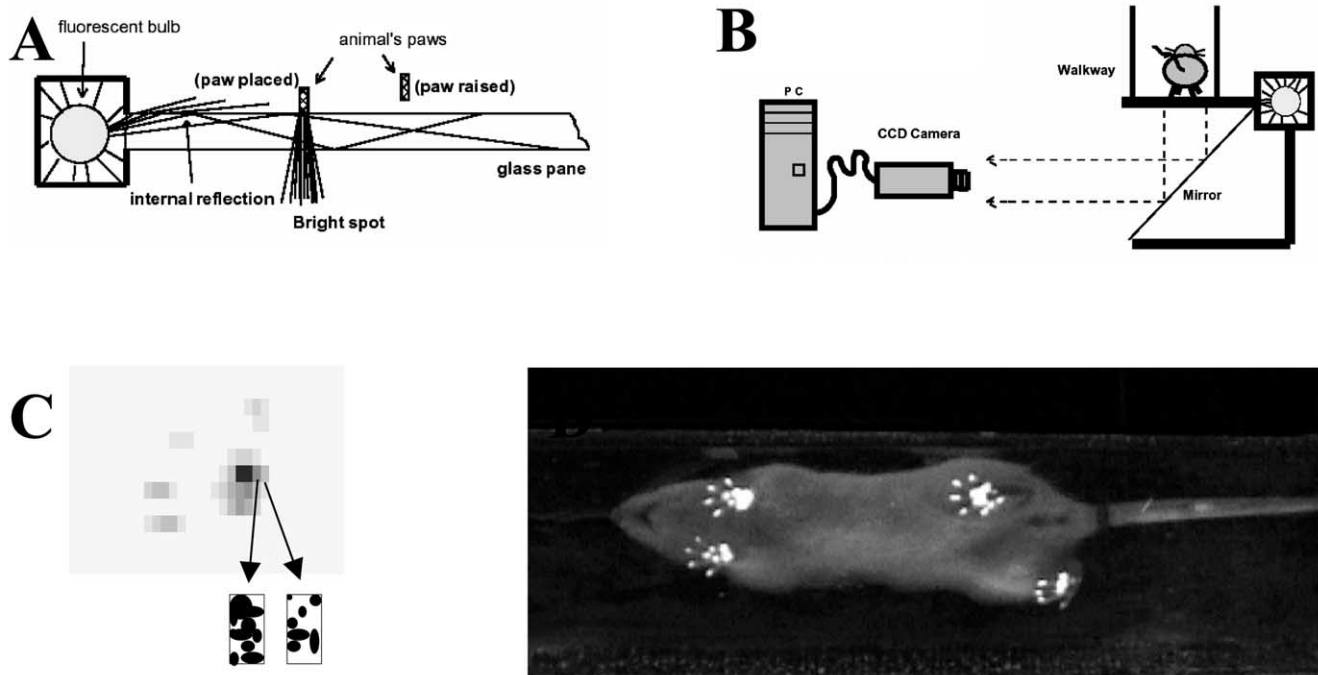 A
fluorescent bulb
animal's paws
(paw placed)
(paw raised)
glass pane
internal reflection
Bright spot
B
Walkway
P C
CCD Camera
Mirror
C
D